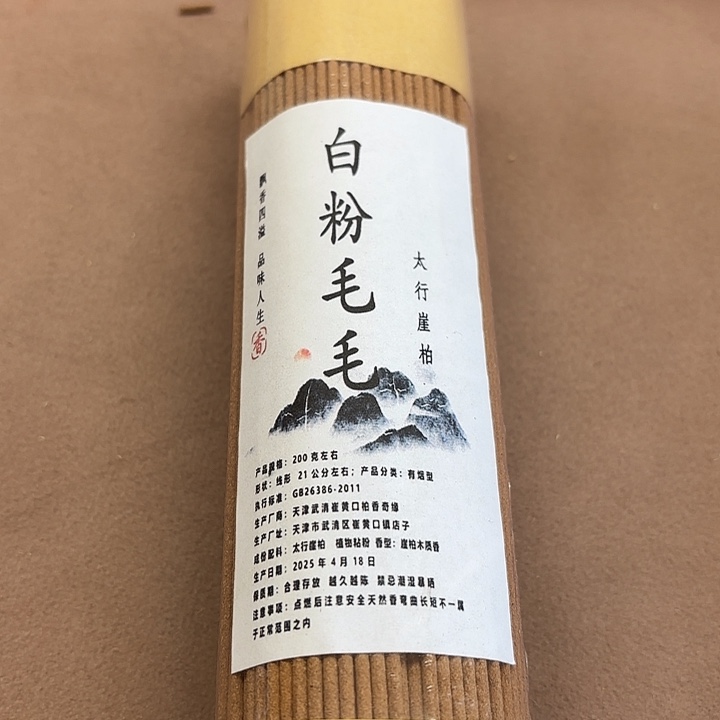 白粉毛毛
飘香四溢 品味人生
香
太行崖柏
产品规格：200克左右
形状：线形 21公分左右；产品分类：有烟型
执行标准：GB26386-2011
生产厂商：天津武清崔黄口柏香奇缘
生产厂址：天津市武清区崔黄口镇店子
成份配料：太行崖柏 植物粘粉 香型：崖柏木质香
生产日期：2025年4月18日
保质期：合理存放 越久越陈 禁忌潮湿暴晒
注意事项：点燃后注意安全天然香弯曲长短不一属
于正常范围之内